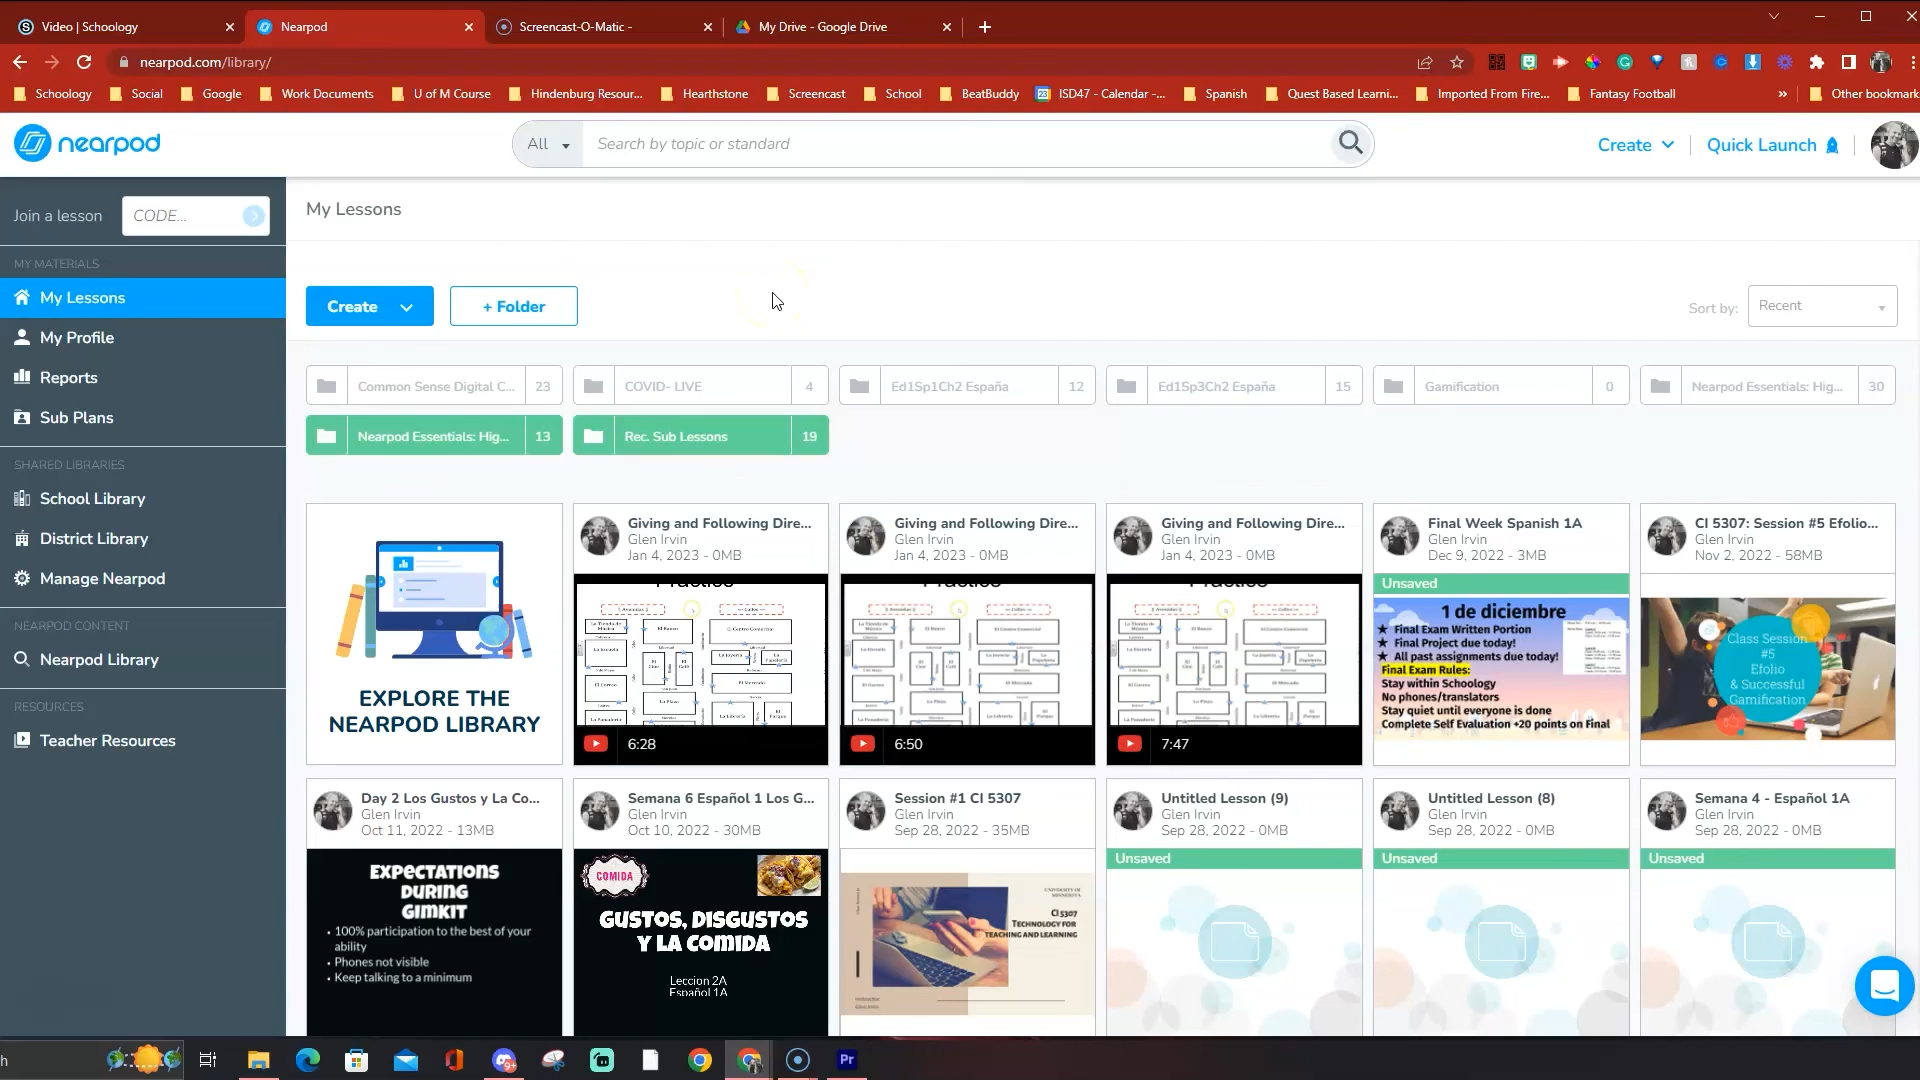 Video | Schoology
Nearpod
Screencast-O-Matic -
My Drive - Google Drive
nearpod.com/library/
Schoology
Social
Google
Work Documents
U of M Course
Hindenburg Resour...
Hearthstone
Screencast
School
BeatBuddy
ISD47 - Calendar -...
Spanish
Quest Based Learni...
Imported From Fire...
Fantasy Football
Other bookmark
nearpod
All
Search by topic or standard
Create
Quick Launch
Join a lesson
CODE...
MY MATERIALS
My Lessons
My Profile
Reports
Sub Plans
SHARED LIBRARIES
School Library
District Library
Manage Nearpod
NEARPOD CONTENT
Nearpod Library
RESOURCES
Teacher Resources
My Lessons
Create
+ Folder
Sort by:
Recent
Common Sense Digital C... 23
COVID- LIVE 4
Ed1Sp1Ch2 España 12
Ed1Sp3Ch2 España 15
Gamification 0
Nearpod Essentials: Hig... 30
Nearpod Essentials: Hig... 13
Rec. Sub Lessons 19
EXPLORE THE
NEARPOD LIBRARY
Giving and Following Dire...
Glen Irvin
Jan 4, 2023 - 0MB
6:28
Giving and Following Dire...
Glen Irvin
Jan 4, 2023 - 0MB
6:50
Giving and Following Dire...
Glen Irvin
Jan 4, 2023 - 0MB
7:47
Final Week Spanish 1A
Glen Irvin
Dec 9, 2022 - 3MB
Unsaved
1 de diciembre
★ Final Exam Written Portion
★ Final Project due today!
★ All past assignments due today!
Final Exam Rules:
Stay within Schoology
No phones/translators
Stay quiet until everyone is done
Complete Self Evaluation +20 points on Final
CI 5307: Session #5 Efolio...
Glen Irvin
Nov 2, 2022 - 58MB
Class Session
#5
Efolio
& Successful
Gamification
Day 2 Los Gustos y La Co...
Glen Irvin
Oct 11, 2022 - 13MB
EXPECTATIONS
DURING
GIMKIT
• 100% participation to the best of your
ability
• Phones not visible
• Keep talking to a minimum
Semana 6 Español 1 Los G...
Glen Irvin
Oct 10, 2022 - 30MB
COMIDA
GUSTOS, DISGUSTOS
Y LA COMIDA
Leccion 2A
Español 1A
Session #1 CI 5307
Glen Irvin
Sep 28, 2022 - 35MB
UNIVERSITY OF
MINNESOTA
CI 5307
TECHNOLOGY FOR
TEACHING AND LEARNING
Untitled Lesson (9)
Glen Irvin
Sep 28, 2022 - 0MB
Unsaved
Untitled Lesson (8)
Glen Irvin
Sep 28, 2022 - 0MB
Unsaved
Semana 4 - Español 1A
Glen Irvin
Sep 28, 2022 - 0MB
Unsaved
h
9+
Pr